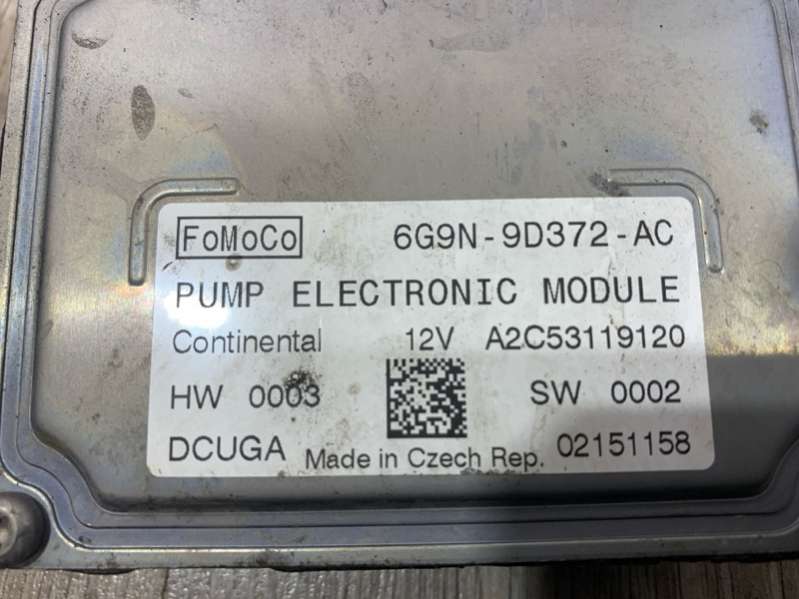 FoMoCo 6G9N-9D372-AC
PUMP ELECTRONIC MODULE
Continental 12V A2C53119120
HW 0003 SW 0002
DCUGA Made in Czech Rep. 02151158